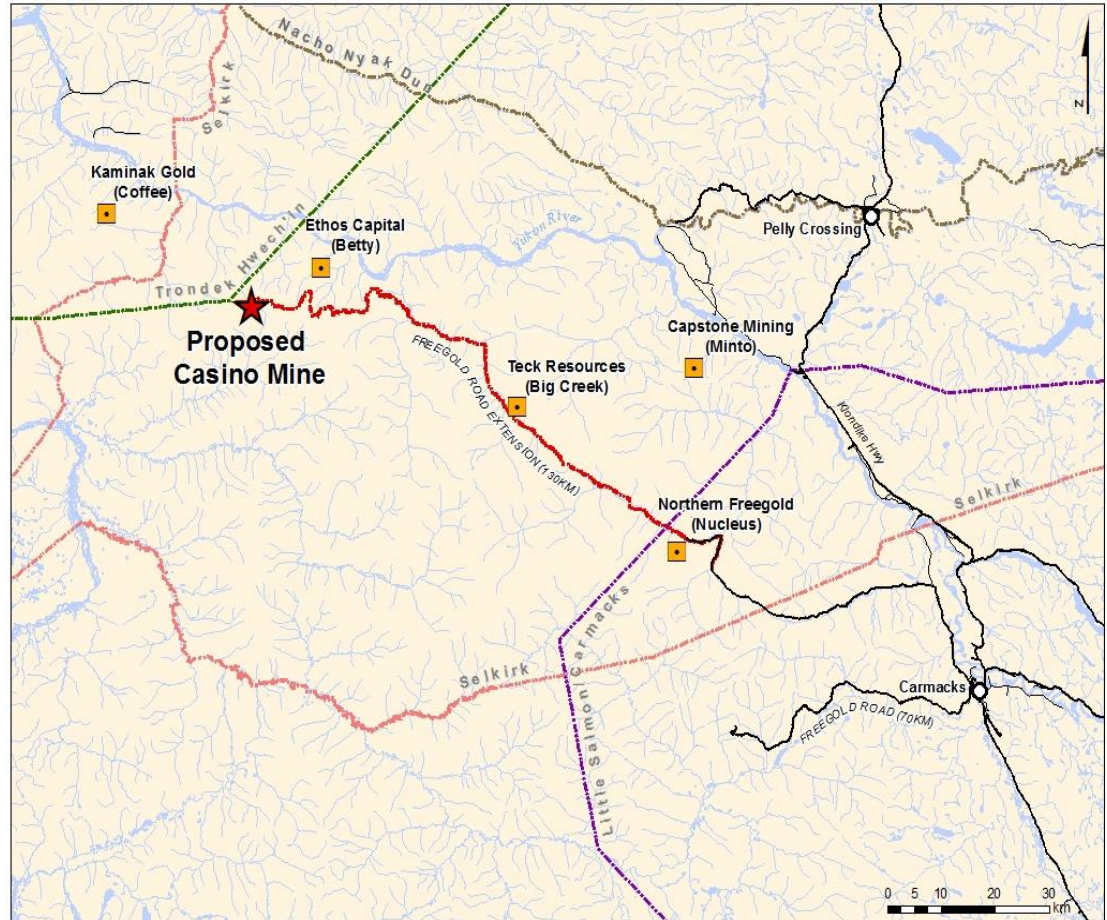 Nacho Nyak Dun
Selkirk
Z
Kaminak Gold
(Coffee)
Trondek Hwech'in
Ethos Capital
(Betty)
Yukon River
Pelly Crossing
Proposed
Casino Mine
FREEGOLD ROAD EXTENSION (130KM)
Teck Resources
(Big Creek)
Capstone Mining
(Minto)
Klondike Hwy
Selkirk
Northern Freegold
(Nucleus)
Little Salmon/Carmacks
Selkirk
Carmacks
FREEGOLD ROAD (70KM)
0 5 10 20 30
km